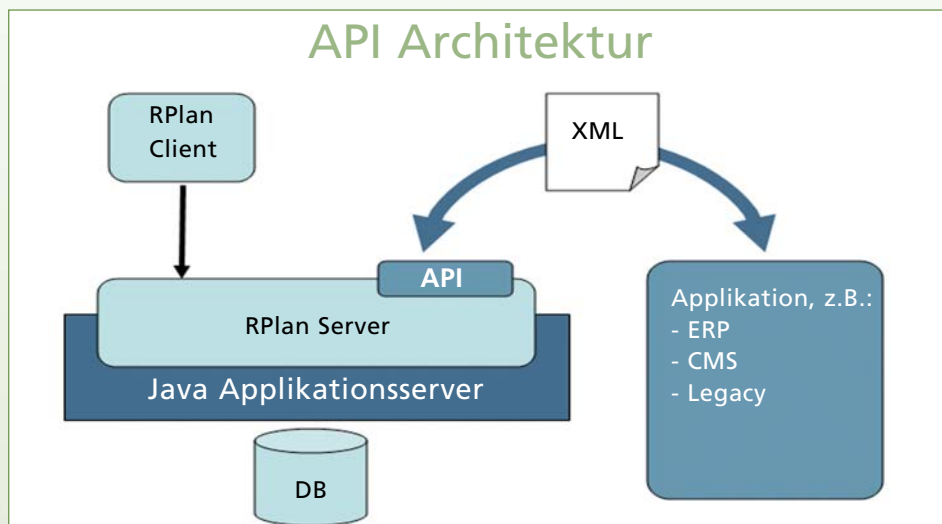 API Architektur
RPlan
Client
XML
API
RPlan Server
Java Applikationsserver
DB
Applikation, z.B.:
- ERP
- CMS
- Legacy